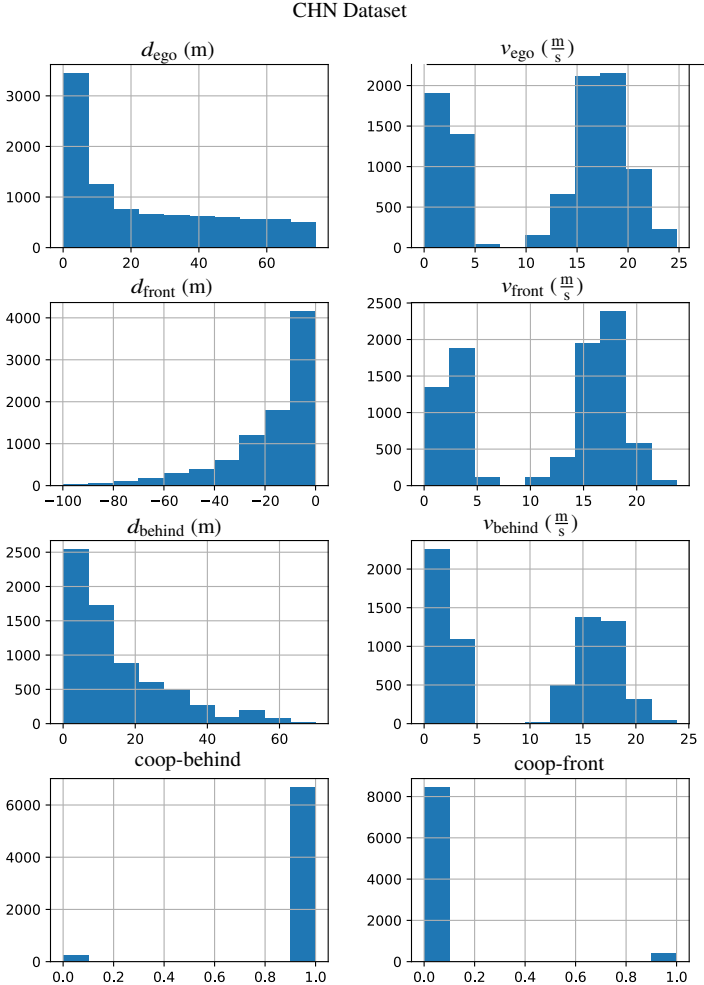 CHN Dataset
d_ego (m) v_ego (m/s)
3000 2000
2000 1500
1000 1000
0 500
0
0 20 40 60 0 5 10 15 20 25
d_front (m) v_front (m/s)
4000 2500
3000 2000
2000 1500
1000 1000
0 500
0
−100 −80 −60 −40 −20 0 0 5 10 15 20
d_behind (m) v_behind (m/s)
2500 2000
2000 1500
1500 1000
1000 500
500 0
0
0 20 40 60 0 5 10 15 20 25
coop-behind coop-front
6000 8000
4000 6000
2000 4000
0 2000
0
0.0 0.2 0.4 0.6 0.8 1.0 0.0 0.2 0.4 0.6 0.8 1.0